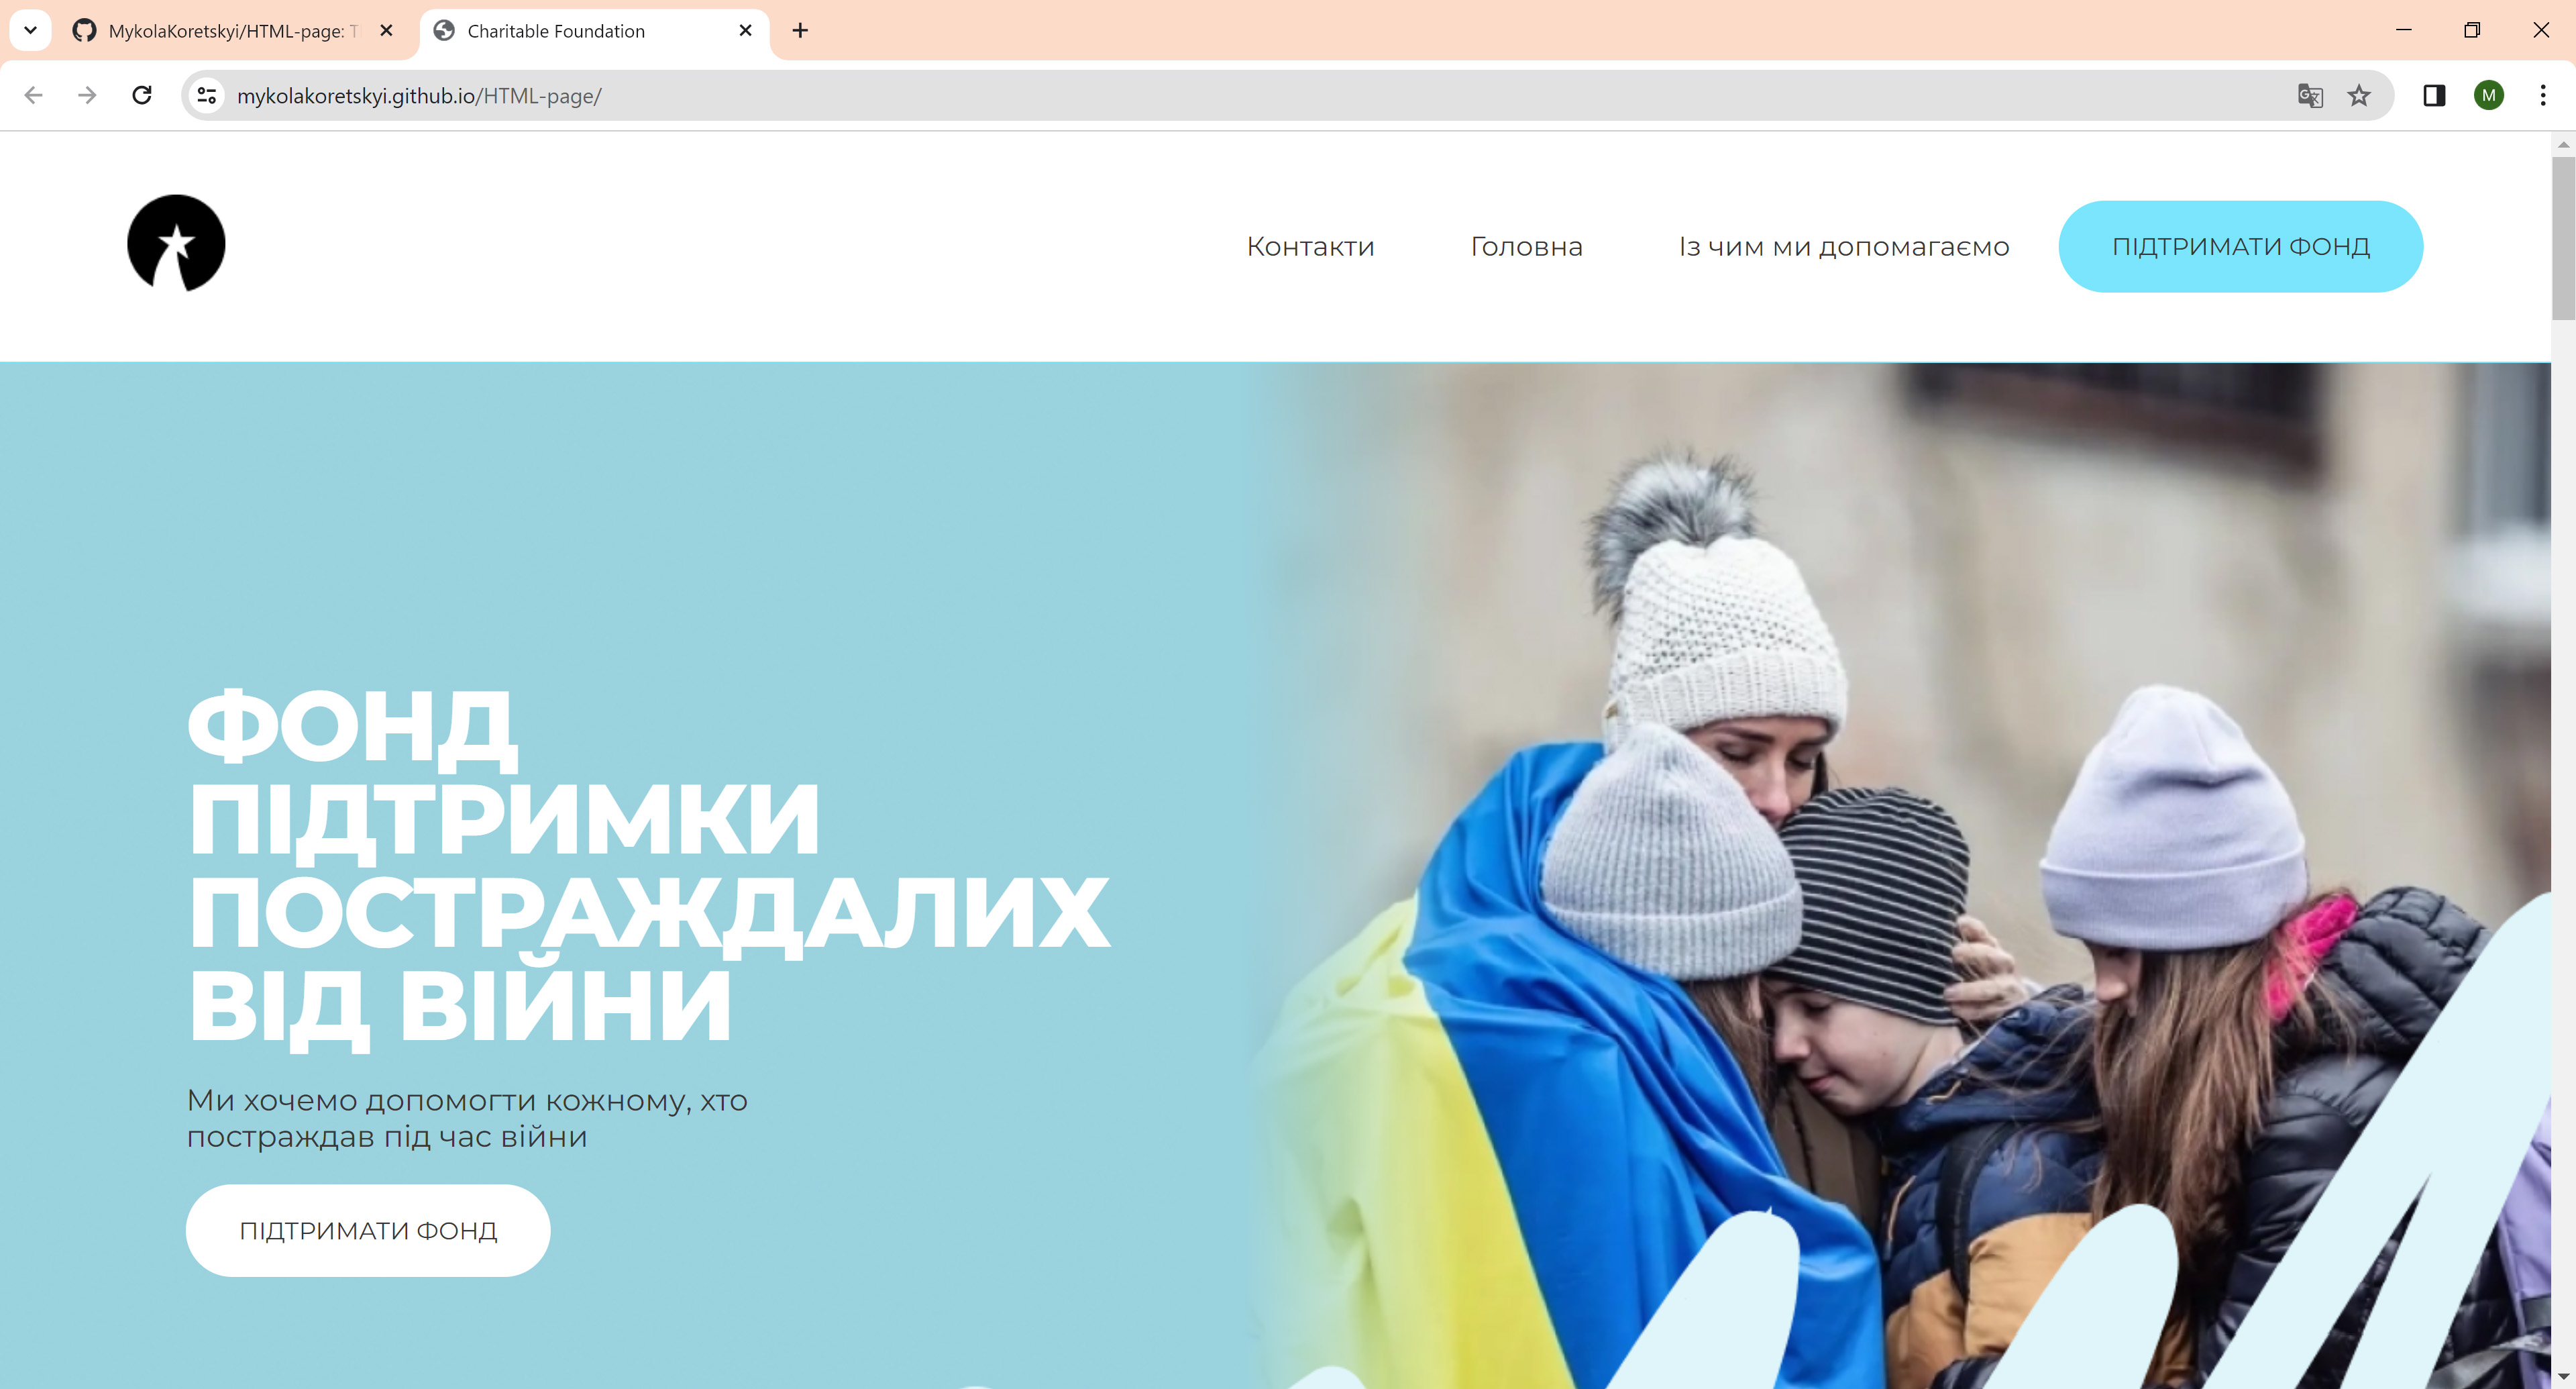 MykolaKoretskyi/HTML-page: T
Charitable Foundation
mykolakoretskyi.github.io/HTML-page/
M
Контакти
Головна
Із чим ми допомагаємо
ПІДТРИМАТИ ФОНД
ФОНД
ПІДТРИМКИ
ПОСТРАЖДАЛИХ
ВІД ВІЙНИ
Ми хочемо допомогти кожному, хто
постраждав під час війни
ПІДТРИМАТИ ФОНД